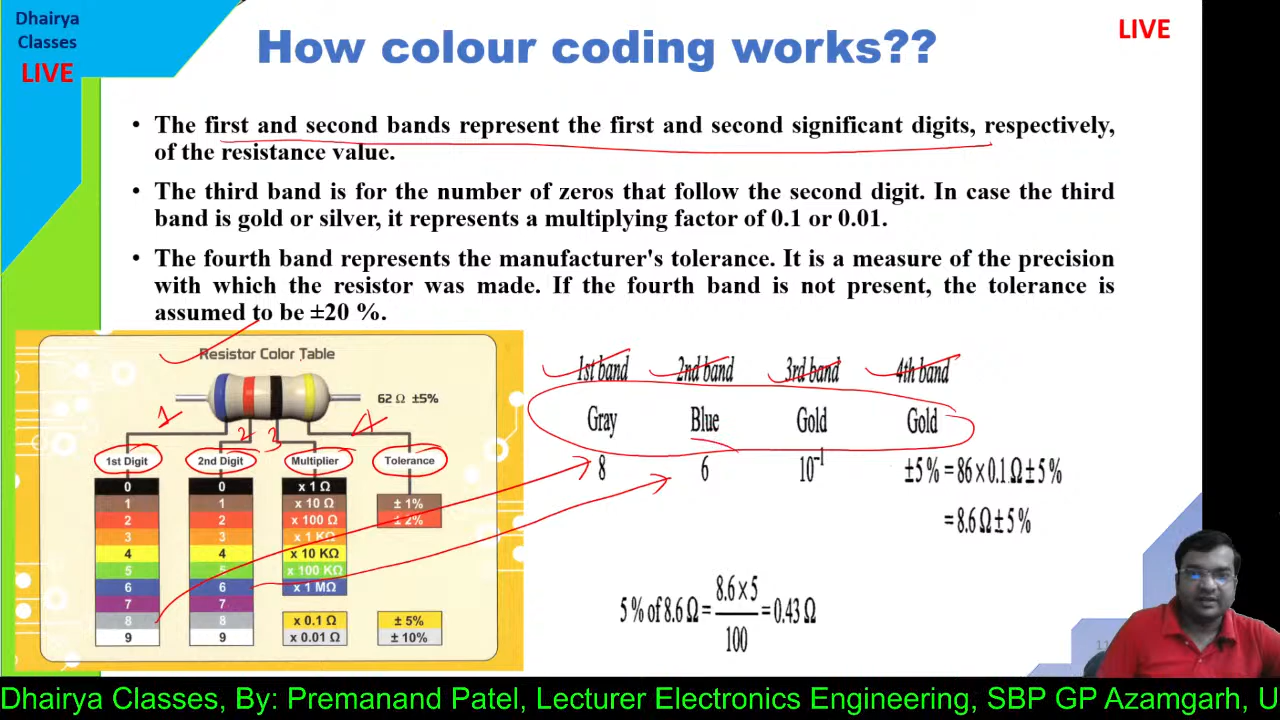 Dhairya
Classes
LIVE
How colour coding works??
LIVE
• The first and second bands represent the first and second significant digits, respectively,
of the resistance value.
• The third band is for the number of zeros that follow the second digit. In case the third
band is gold or silver, it represents a multiplying factor of 0.1 or 0.01.
• The fourth band represents the manufacturer's tolerance. It is a measure of the precision
with which the resistor was made. If the fourth band is not present, the tolerance is
assumed to be ±20 %.
Resistor Color Table
62 Ω ±5%
1 2 3 4
1st Digit 2nd Digit Multiplier Tolerance
0 0 x 1 Ω
1 1 x 10 Ω ± 1%
2 2 x 100 Ω ± 2%
3 3 x 1 KΩ
4 4 x 10 KΩ
5 5 x 100 KΩ
6 6 x 1 MΩ
7 7
8 8 x 0.1 Ω ± 5%
9 9 x 0.01 Ω ± 10%
1st band 2nd band 3rd band 4th band
Gray Blue Gold Gold
8 6 10⁻¹ ±5% = 86 × 0.1 Ω ± 5%
= 8.6 Ω ± 5%
5% of 8.6 Ω = 8.6 × 5 / 100 = 0.43 Ω
Dhairya Classes, By: Premanand Patel, Lecturer Electronics Engineering, SBP GP Azamgarh, U